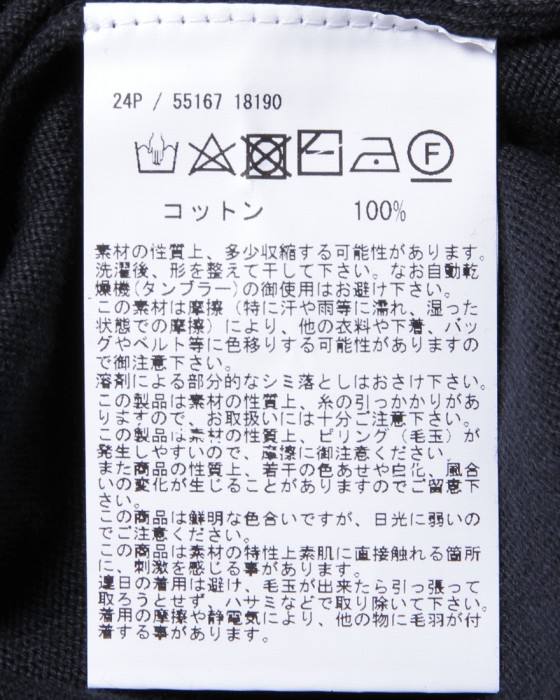 24P / 55167 18190
F
コットン 100%
素材の性質上、多少収縮する可能性があります。
洗濯後、形を整えて干して下さい。なお自動乾
燥機(タンブラー)の御使用はお避け下さい。
この素材は摩擦（特に汗や雨等に濡れ、湿った
状態での摩擦）により、他の衣料や下着、バッ
グやベルト等に色移りする可能性がありますの
で御注意下さい。
溶剤による部分的なシミ落としはおさけ下さい。
この製品は素材の性質上、糸の引っかかりがあ
りますので、お取扱いには十分ご注意下さい。
この製品は素材の性質上、ピリング（毛玉）が
発生しやすいので、摩擦に御注意ください。
また商品の性質上、若干の色あせや白化、風合
いの変化が生じることがありますのでご留意下
さい。
この商品は鮮明な色合いですが、日光に弱いの
でご注意ください。
この商品は素材の特性上素肌に直接触れる箇所
に、刺激を感じる事があります。
連日の着用は避け、毛玉が出来たら引っ張って
取ろうとせず、ハサミなどで取り除いて下さい。
着用の摩擦や静電気により、他の物に毛羽が付
着する事があります。